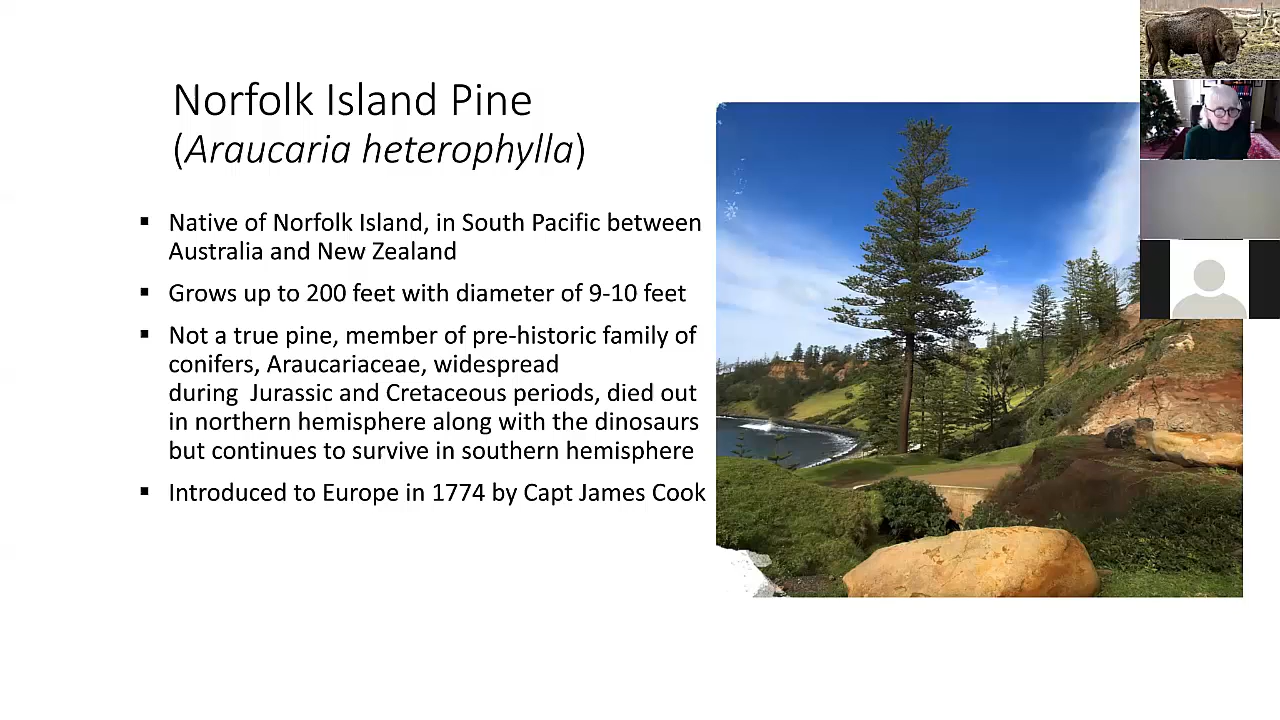 Norfolk Island Pine
(Araucaria heterophylla)
▪ Native of Norfolk Island, in South Pacific between
Australia and New Zealand
▪ Grows up to 200 feet with diameter of 9-10 feet
▪ Not a true pine, member of pre-historic family of
conifers, Araucariaceae, widespread
during  Jurassic and Cretaceous periods, died out
in northern hemisphere along with the dinosaurs
but continues to survive in southern hemisphere
▪ Introduced to Europe in 1774 by Capt James Cook